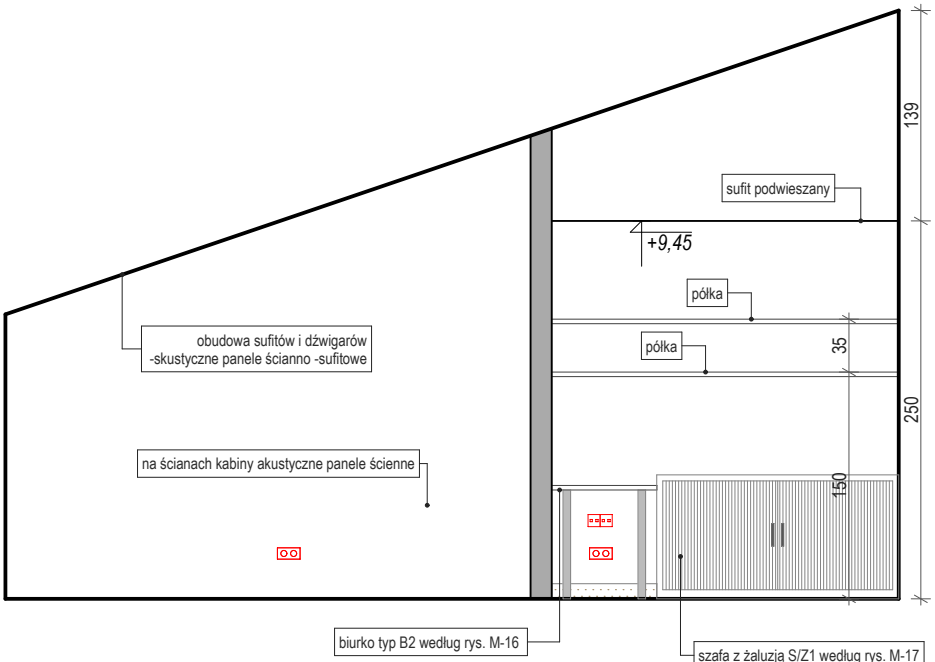 139
sufit podwieszany
+9,45
półka
35
półka
obudowa sufitów i dźwigarów
-skustyczne panele ścianno -sufitowe
250
na ścianach kabiny akustyczne panele ścienne
150
biurko typ B2 według rys. M-16
szafa z żaluzją S/Z1 według rys. M-17